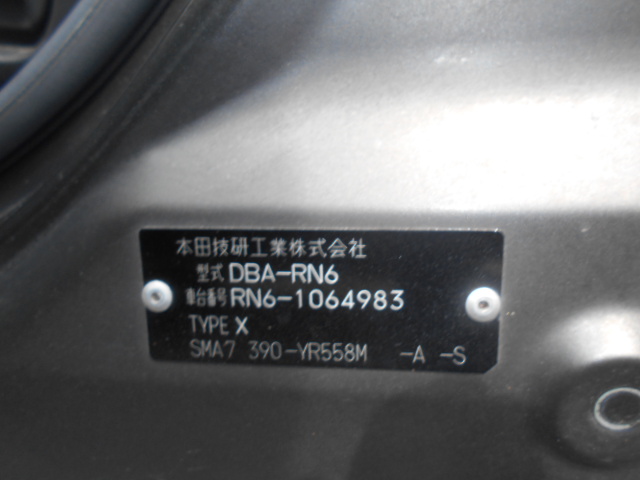 本田技研工業株式会社
型式 DBA-RN6
車台番号 RN6-1064983
TYPE X
SMA7 390-YR558M -A -S